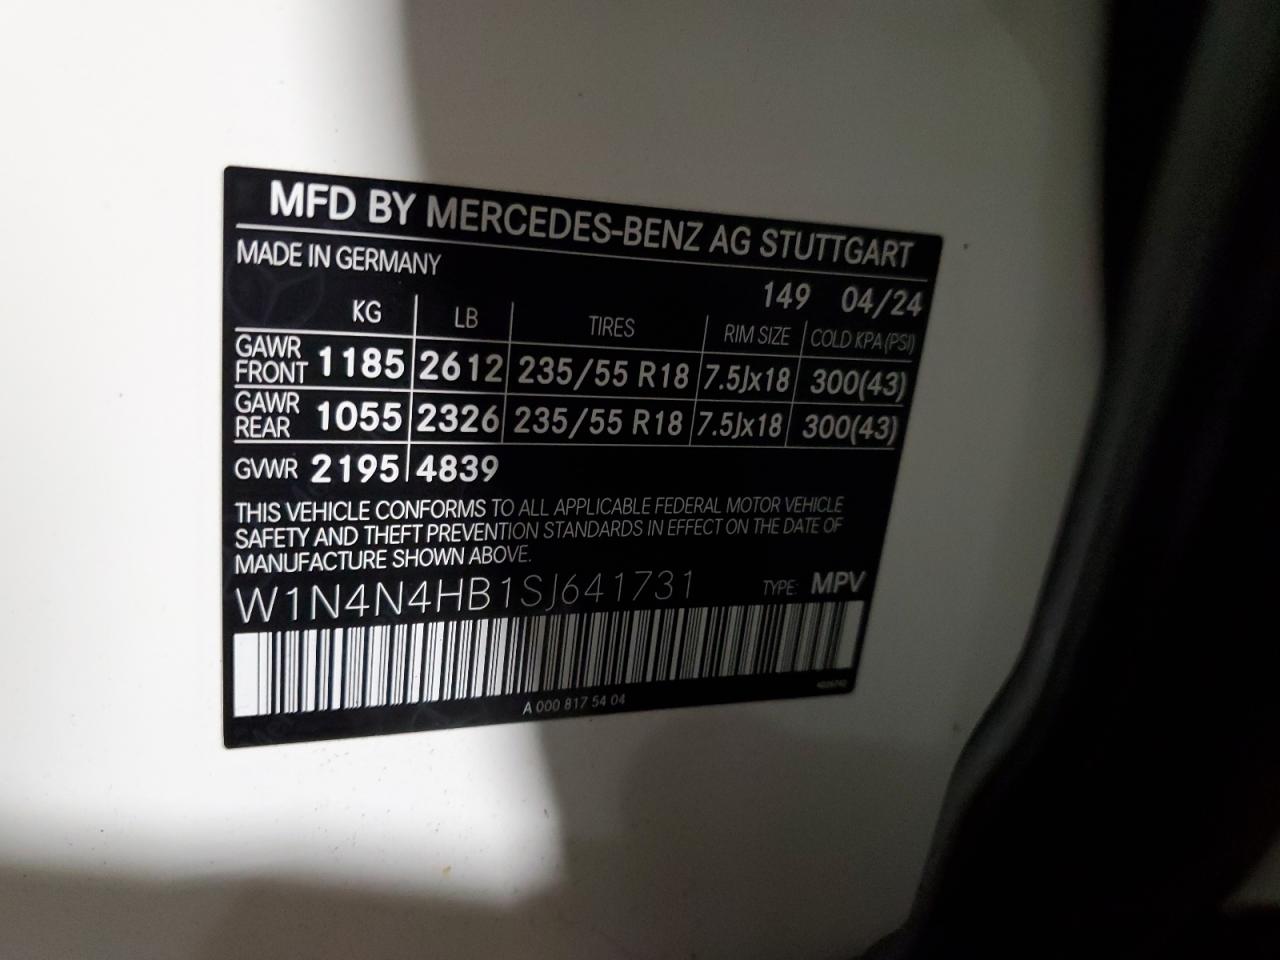 MFD BY MERCEDES-BENZ AG STUTTGART
MADE IN GERMANY
149 04/24
KG LB TIRES RIM SIZE COLD KPA (PSI)
GAWR FRONT 1185 2612 235/55 R18 7.5Jx18 300(43)
GAWR REAR 1055 2326 235/55 R18 7.5Jx18 300(43)
GVWR 2195 4839
THIS VEHICLE CONFORMS TO ALL APPLICABLE FEDERAL MOTOR VEHICLE
SAFETY AND THEFT PREVENTION STANDARDS IN EFFECT ON THE DATE OF
MANUFACTURE SHOWN ABOVE.
W1N4N4HB1SJ641731 TYPE: MPV
A 000 817 54 04